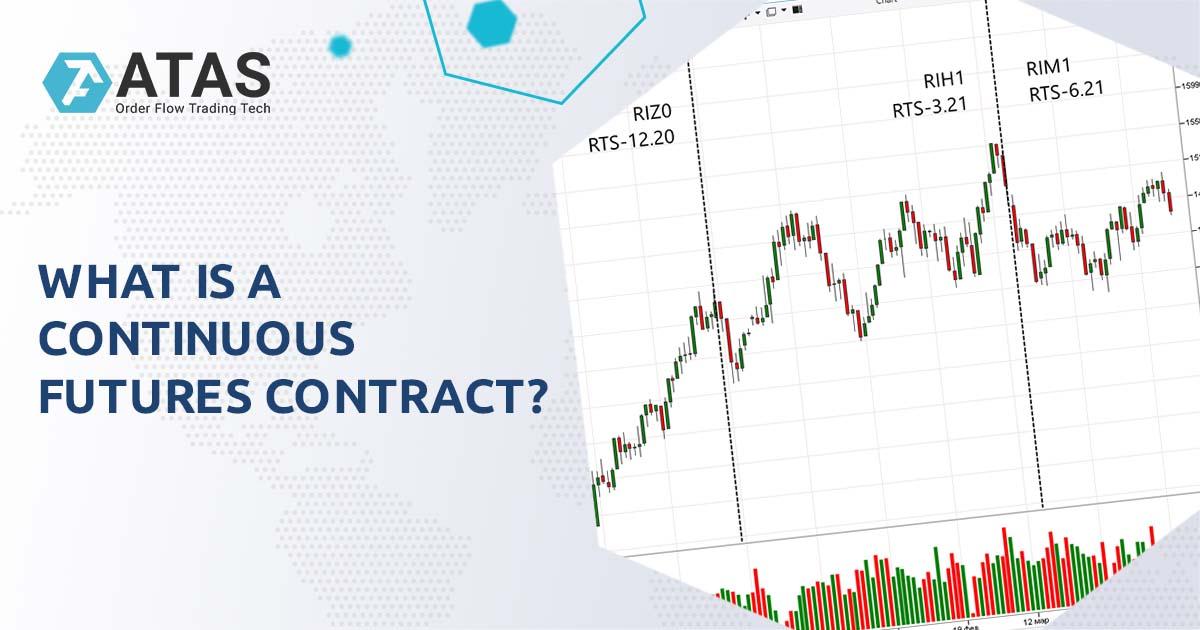 ATAS
Order Flow Trading Tech
WHAT IS A
CONTINUOUS
FUTURES CONTRACT?
RIZ0
RTS-12.20
RIH1
RTS-3.21
RIM1
RTS-6.21
12 мар